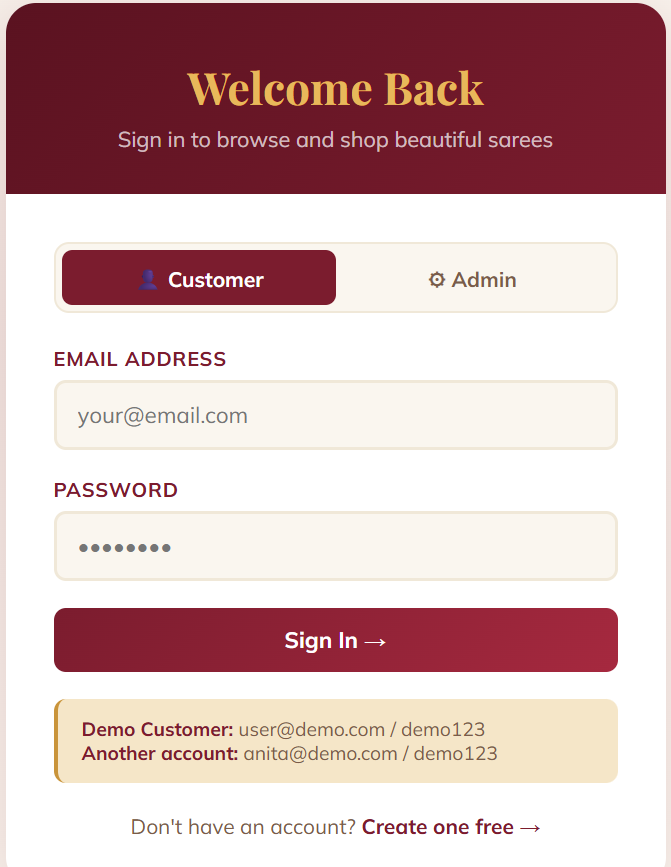 Welcome Back
Sign in to browse and shop beautiful sarees
👤 Customer
⚙ Admin
EMAIL ADDRESS
your@email.com
PASSWORD
••••••••
Sign In →
Demo Customer: user@demo.com / demo123
Another account: anita@demo.com / demo123
Don't have an account? Create one free →